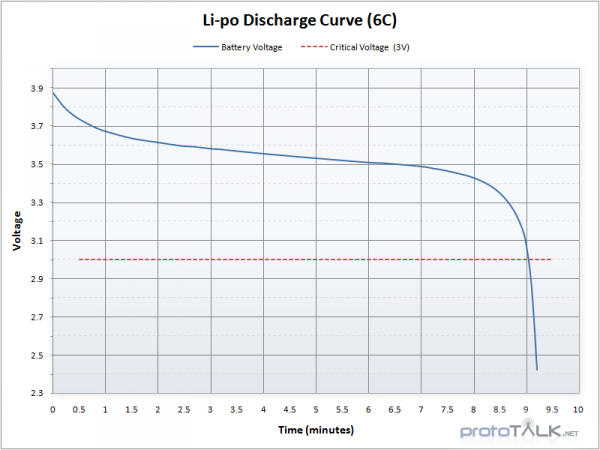 Li-po Discharge Curve (6C)
Battery Voltage
Critical Voltage (3V)
Voltage
3.9
3.7
3.5
3.3
3.1
2.9
2.7
2.5
2.3
0 0.5 1 1.5 2 2.5 3 3.5 4 4.5 5 5.5 6 6.5 7 7.5 8 8.5 9 9.5 10
Time (minutes)
protoTALK.NET